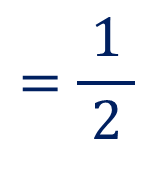 = 1/2